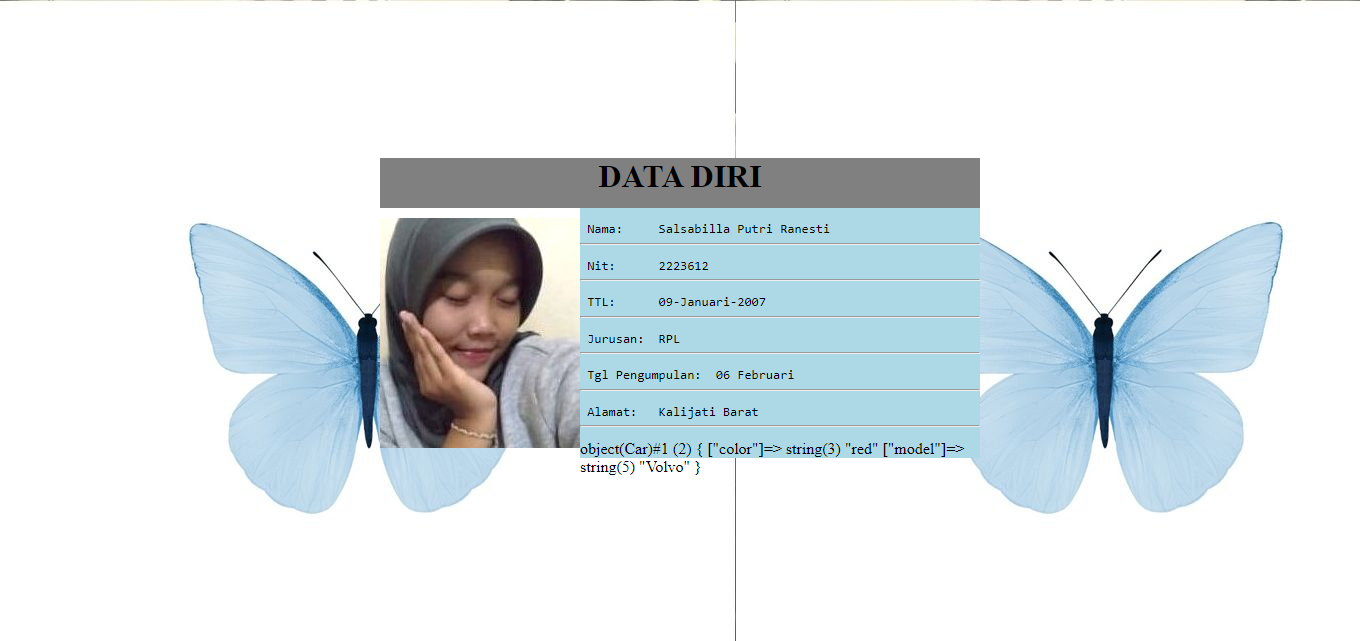 DATA DIRI
Nama: Salsabilla Putri Ranesti
Nit: 2223612
TTL: 09-Januari-2007
Jurusan: RPL
Tgl Pengumpulan: 06 Februari
Alamat: Kalijati Barat
object(Car)#1 (2) { ["color"]=> string(3) "red" ["model"]=>
string(5) "Volvo" }